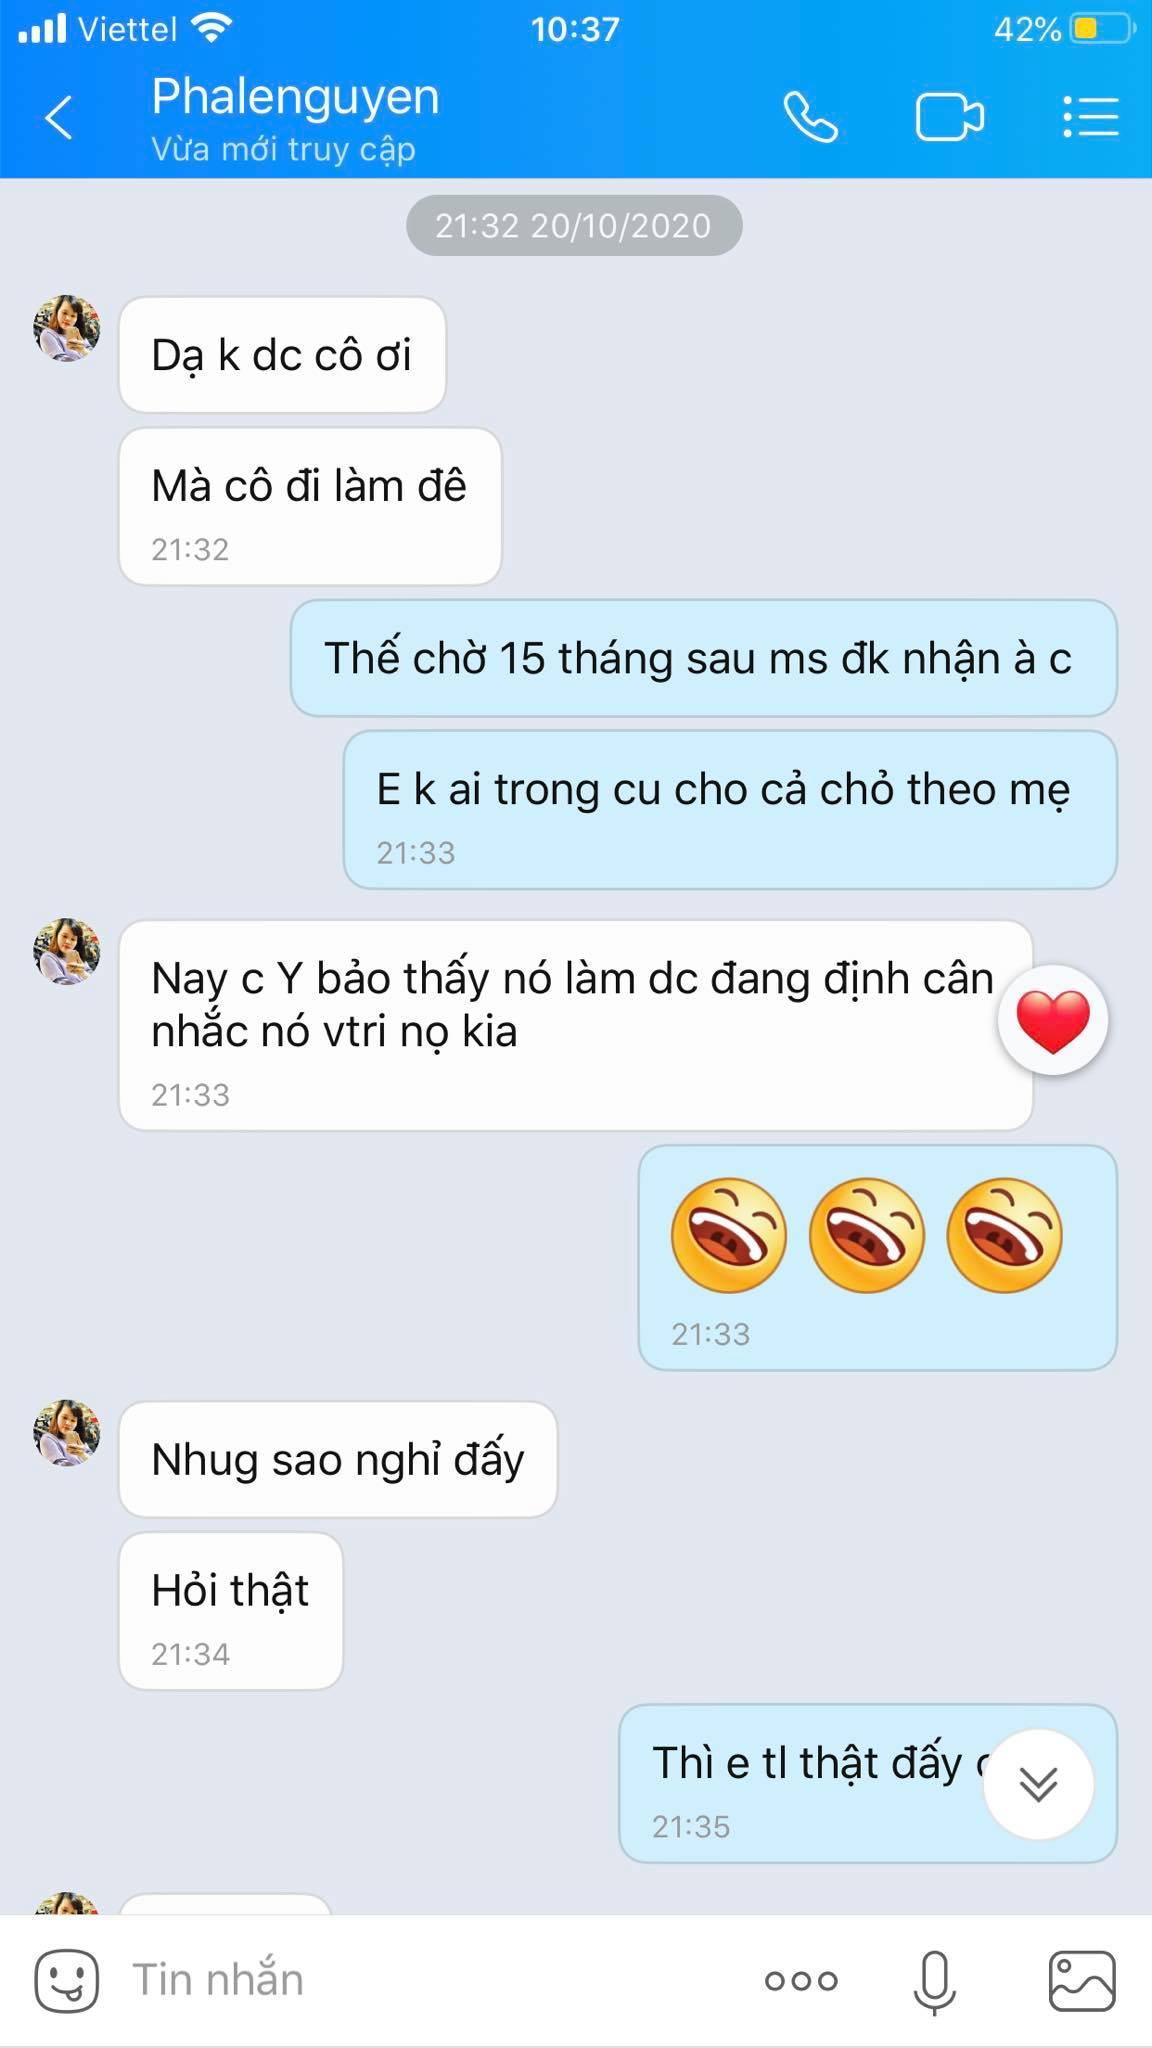 Viettel 10:37 42%
Phalenguyen
Vừa mới truy cập
21:32 20/10/2020
Dạ k dc cô ơi
Mà cô đi làm đê
21:32
Thế chờ 15 tháng sau ms đk nhận à c
E k ai trong cu cho cả chỏ theo mẹ
21:33
Nay c Y bảo thấy nó làm dc đang định cân
nhắc nó vtri nọ kia
21:33
21:33
Nhug sao nghỉ đấy
Hỏi thật
21:34
Thì e tl thật đấy
21:35
Tin nhắn